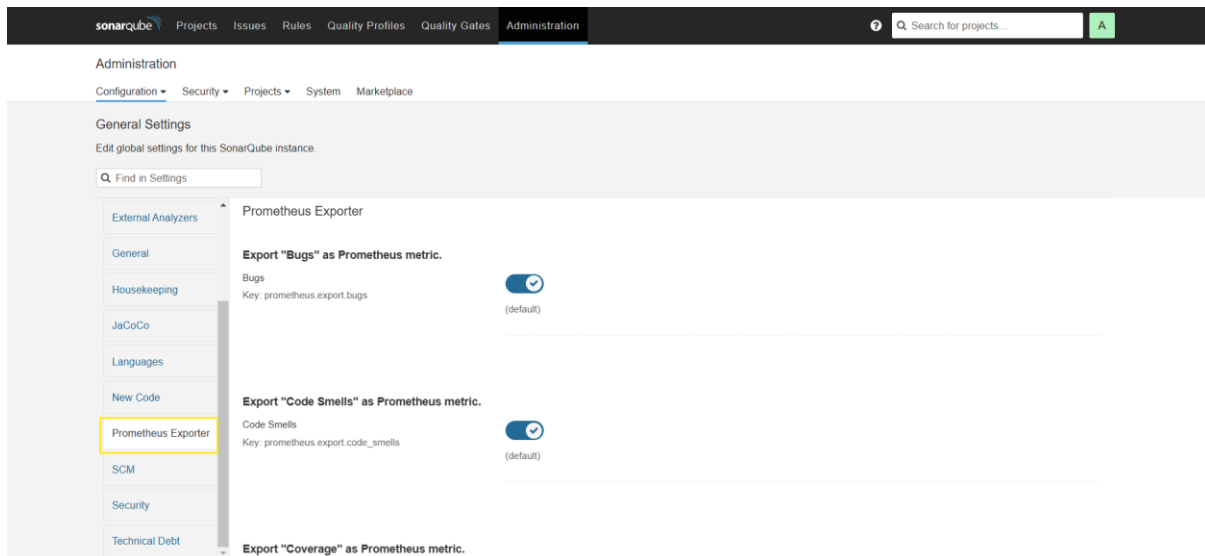 sonarqube Projects Issues Rules Quality Profiles Quality Gates Administration ? Search for projects... A
Administration
Configuration Security Projects System Marketplace
General Settings
Edit global settings for this SonarQube instance.
Find in Settings
External Analyzers
General
Housekeeping
JaCoCo
Languages
New Code
Prometheus Exporter
SCM
Security
Technical Debt
Prometheus Exporter
Export "Bugs" as Prometheus metric.
Bugs
Key: prometheus.export.bugs
(default)
Export "Code Smells" as Prometheus metric.
Code Smells
Key: prometheus.export.code_smells
(default)
Export "Coverage" as Prometheus metric.